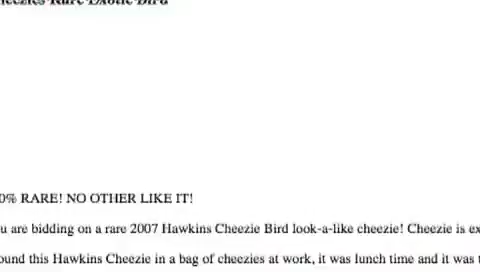 Cheezies Rare Exotic Bird
0% RARE! NO OTHER LIKE IT!
u are bidding on a rare 2007 Hawkins Cheezie Bird look-a-like cheezie! Cheezie is ex
ound this Hawkins Cheezie in a bag of cheezies at work, it was lunch time and it was t